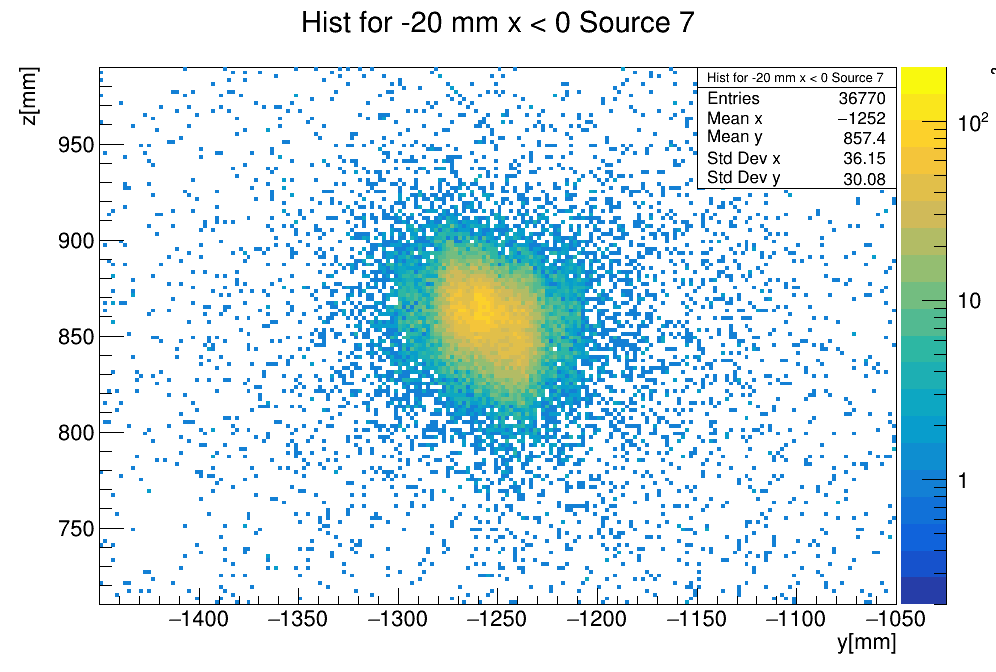 Hist for -20 mm x < 0 Source 7
z[mm]
Hist for -20 mm x < 0 Source 7
Entries 36770
Mean x −1252
Mean y 857.4
Std Dev x 36.15
Std Dev y 30.08
950
900
850
800
750
−1400 −1350 −1300 −1250 −1200 −1150 −1100 −1050
y[mm]
10²
10
1